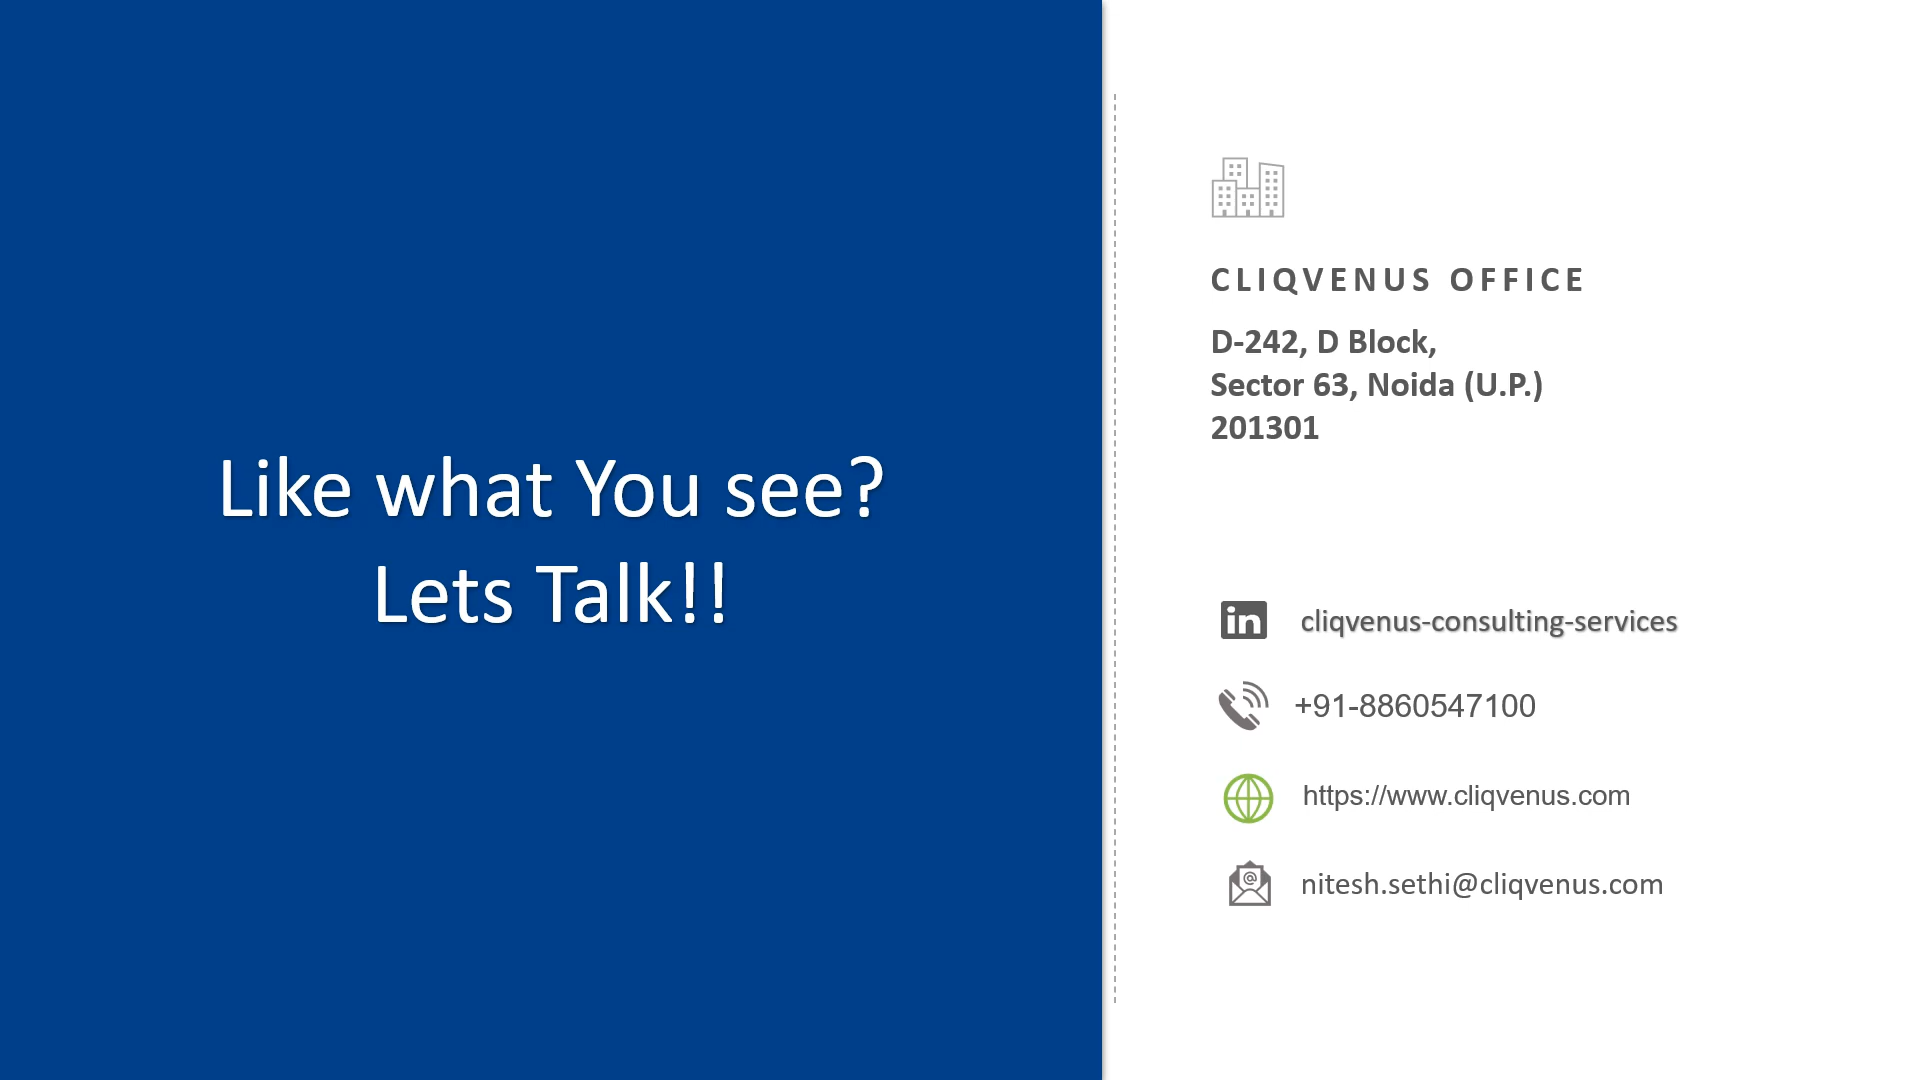 Like what You see?
Lets Talk!!
CLIQVENUS OFFICE
D-242, D Block,
Sector 63, Noida (U.P.)
201301
in cliqvenus-consulting-services
+91-8860547100
https://www.cliqvenus.com
@ nitesh.sethi@cliqvenus.com